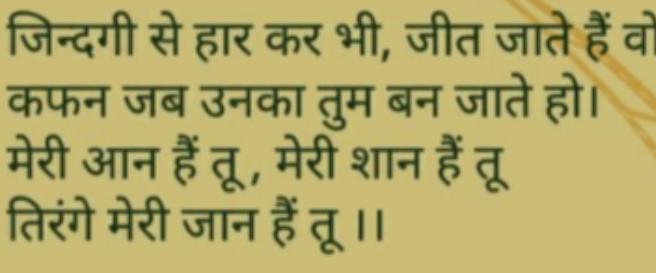 जिन्दगी से हार कर भी, जीत जाते हैं वो
कफन जब उनका तुम बन जाते हो।
मेरी आन हैं तू , मेरी शान हैं तू
तिरंगे मेरी जान हैं तू ।।